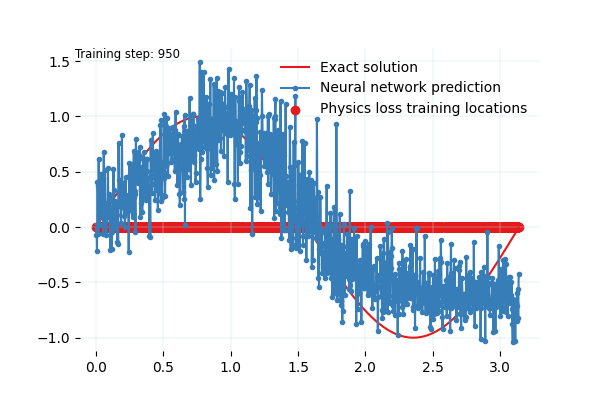 Training step: 950
Exact solution
Neural network prediction
Physics loss training locations
1.5
1.0
0.5
0.0
−0.5
−1.0
0.0 0.5 1.0 1.5 2.0 2.5 3.0